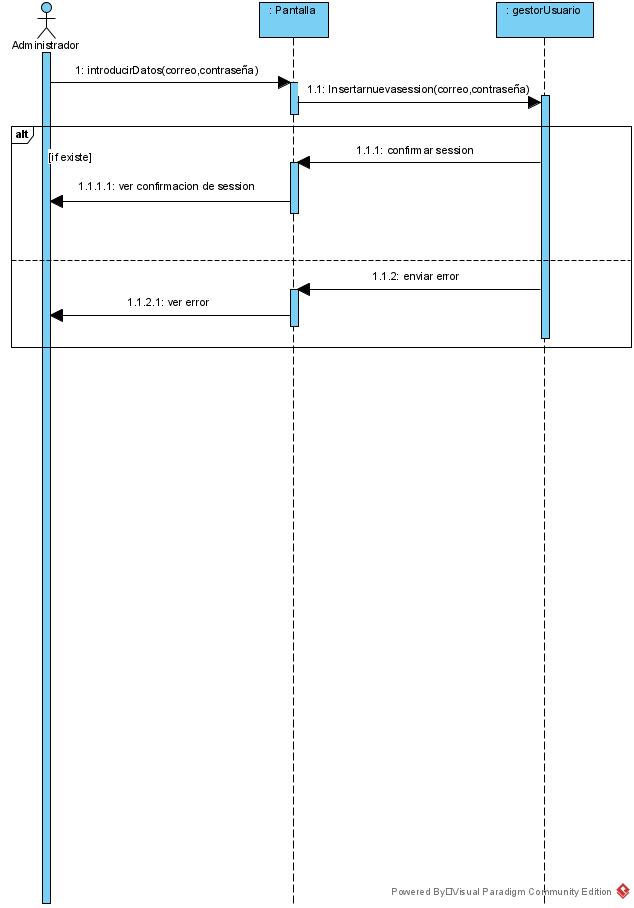 : Pantalla
: gestorUsuario
Administrador
1: introducirDatos(correo,contraseña)
1.1: Insertarnuevasession(correo,contraseña)
alt
1.1.1: confirmar session
[if existe]
1.1.1.1: ver confirmacion de session
1.1.2: enviar error
1.1.2.1: ver error
Powered By Visual Paradigm Community Edition